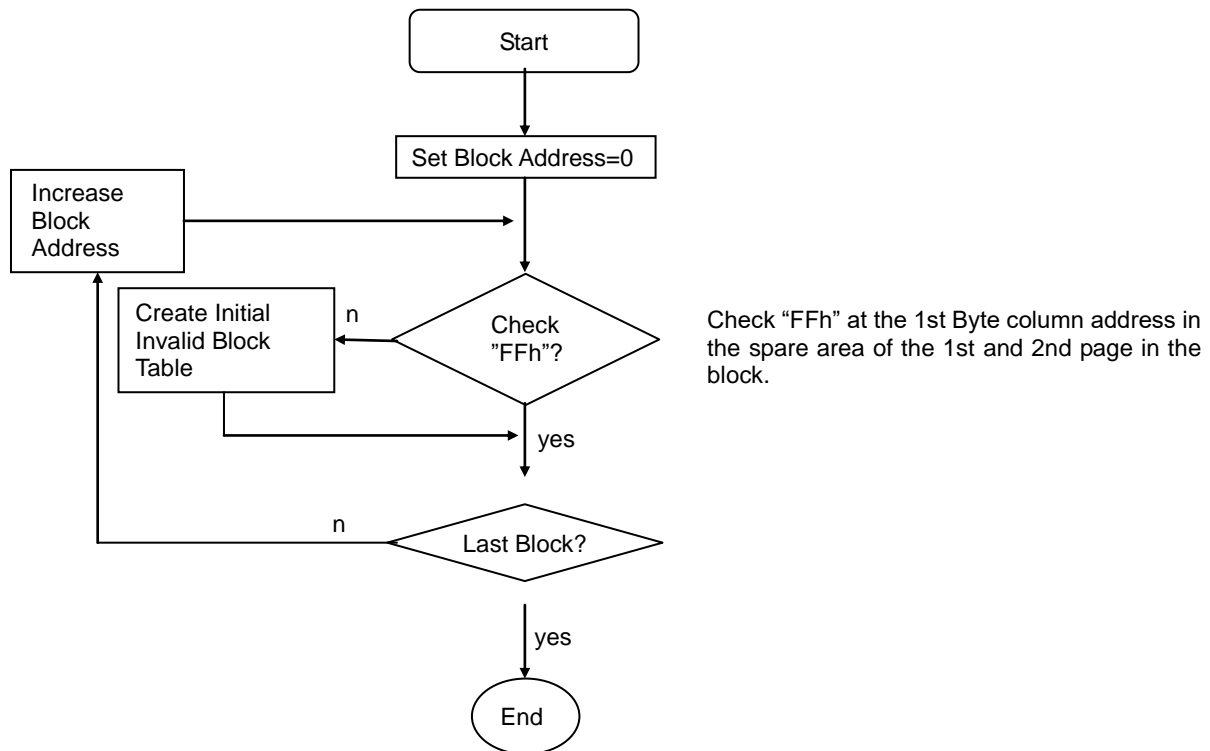 Start
Set Block Address=0
Increase
Block
Address
Create Initial
Invalid Block
Table
n
Check
”FFh”?
Check “FFh” at the 1st Byte column address in
the spare area of the 1st and 2nd page in the
block.
yes
n
Last Block?
yes
End